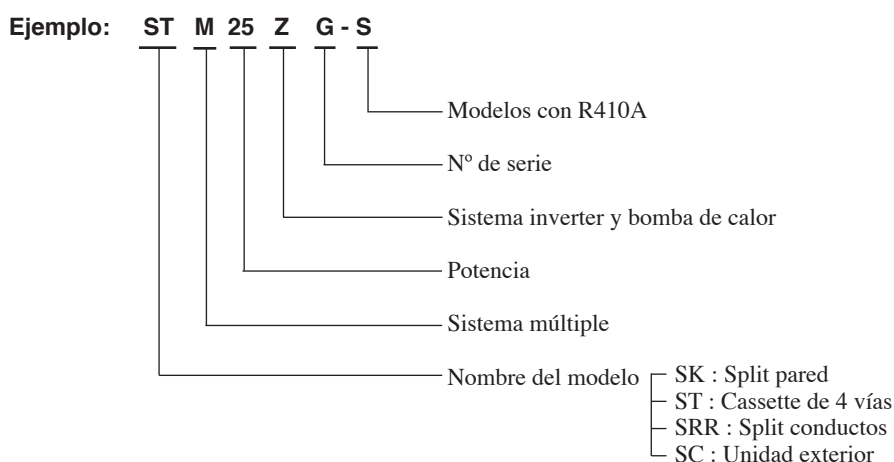 Ejemplo: ST M 25 Z G - S
Modelos con R410A
Nº de serie
Sistema inverter y bomba de calor
Potencia
Sistema múltiple
Nombre del modelo
SK : Split pared
ST : Cassette de 4 vías
SRR : Split conductos
SC : Unidad exterior